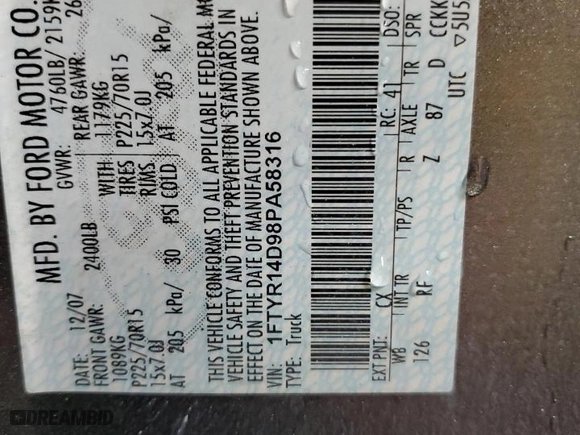 MFD. BY FORD MOTOR CO.
DATE: 12/07 GVWR: 4760LB/ 2159K
FRONT GAWR: 2400LB REAR GAWR: 26
1089KG WITH 1179KG
P225/70R15 TIRES P225/70R15
15x7.0J RIMS 15x7.0J
AT 205 kPa/ 30 PSI COLD AT 205 kPa/
THIS VEHICLE CONFORMS TO ALL APPLICABLE FEDERAL M
VEHICLE SAFETY AND THEFT PREVENTION STANDARDS IN
EFFECT ON THE DATE OF MANUFACTURE SHOWN ABOVE.
VIN: 1FTYR14D98PA58316
TYPE: Truck
EXT PNT: CX RC: 41 DSO:
WB INT TR TP/PS R AXLE TR SPR
126 RF Z 87 D CCKK
UTC ▽5U5
DREAMBID